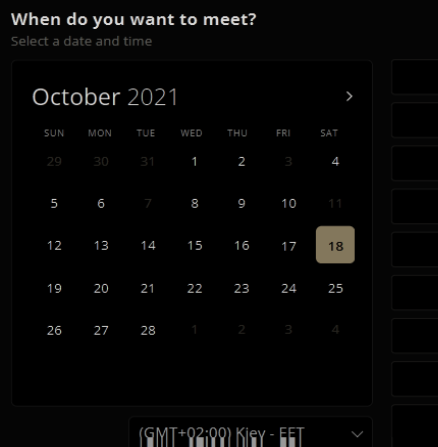 When do you want to meet?
Select a date and time
October 2021 >
SUN MON TUE WED THU FRI SAT
29 30 31 1 2 3 4
5 6 7 8 9 10 11
12 13 14 15 16 17 18
19 20 21 22 23 24 25
26 27 28 1 2 3 4
(GMT+02:00) Kiev - EET